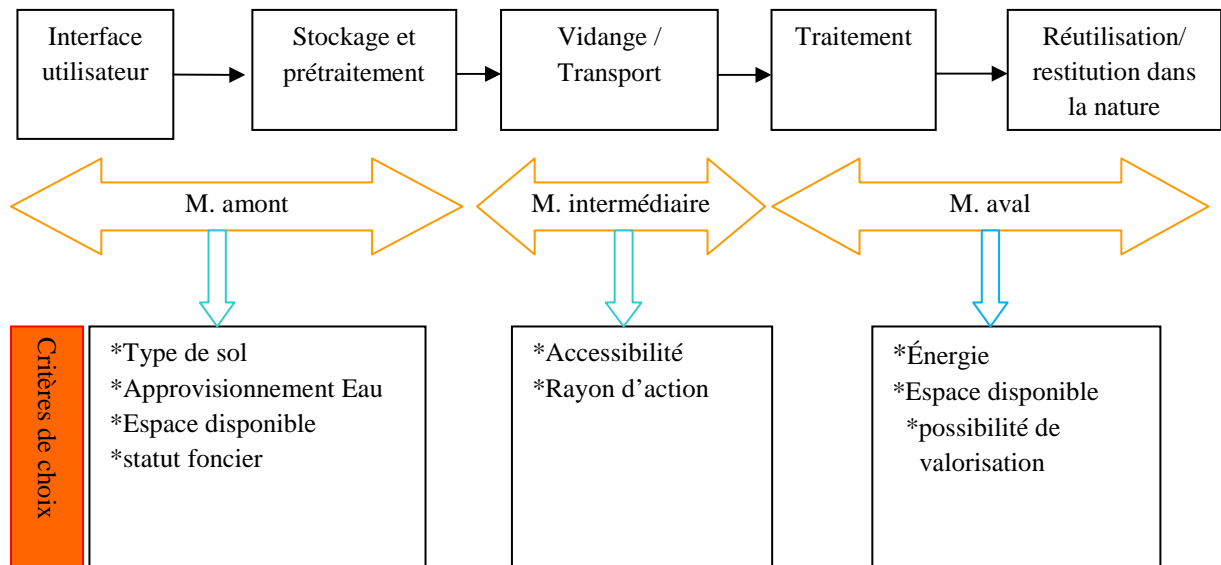 Interface
utilisateur
Stockage et
prétraitement
Vidange /
Transport
Traitement
Réutilisation/
restitution dans
la nature
M. amont
M. intermédiaire
M. aval
Critères de choix
*Type de sol
*Approvisionnement Eau
*Espace disponible
*statut foncier
*Accessibilité
*Rayon d’action
*Énergie
*Espace disponible
*possibilité de
valorisation